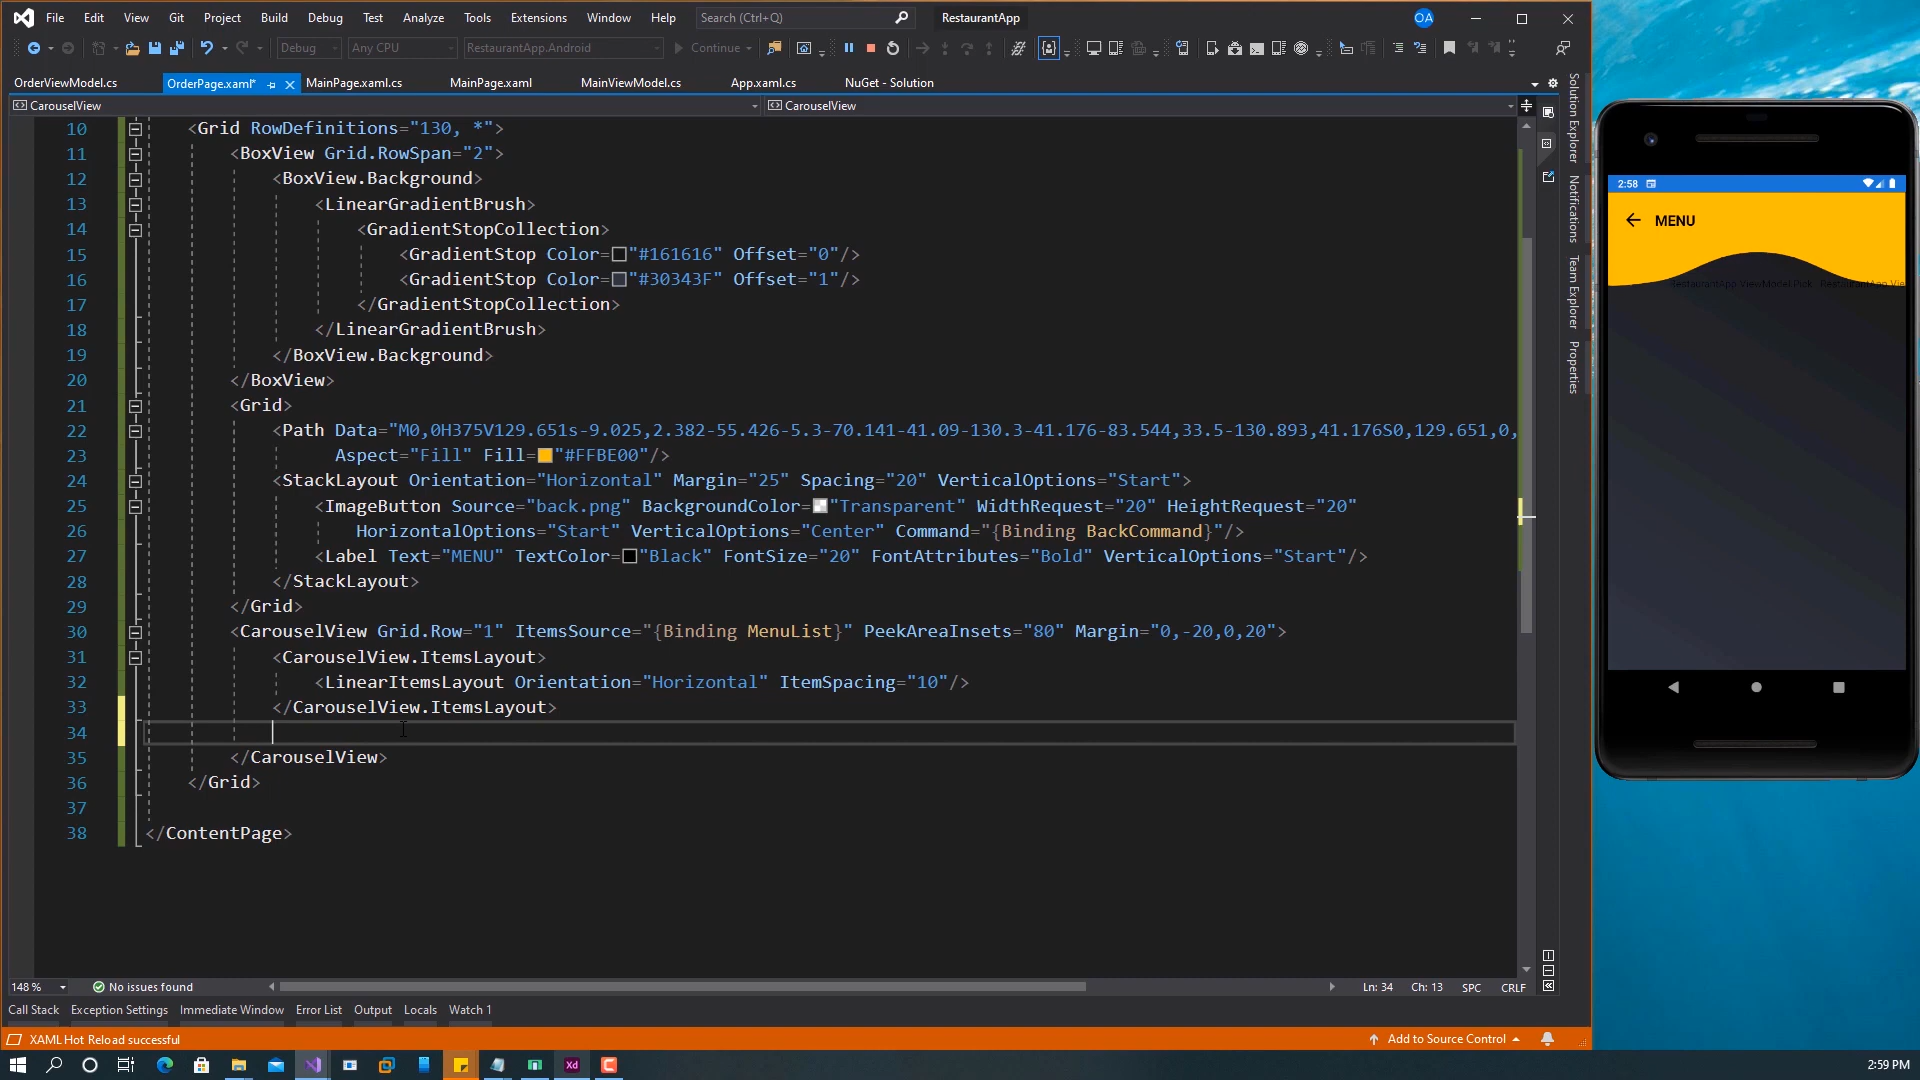 File Edit View Git Project Build Debug Test Analyze Tools Extensions Window Help Search (Ctrl+Q) RestaurantApp OA
Debug Any CPU RestaurantApp.Android Continue
OrderViewModel.cs OrderPage.xaml* MainPage.xaml.cs MainPage.xaml MainViewModel.cs App.xaml.cs NuGet - Solution
CarouselView CarouselView
10 <Grid RowDefinitions="130, *">
11 <BoxView Grid.RowSpan="2">
12 <BoxView.Background>
13 <LinearGradientBrush>
14 <GradientStopCollection>
15 <GradientStop Color="#161616" Offset="0"/>
16 <GradientStop Color="#30343F" Offset="1"/>
17 </GradientStopCollection>
18 </LinearGradientBrush>
19 </BoxView.Background>
20 </BoxView>
21 <Grid>
22 <Path Data="M0,0H375V129.651s-9.025,2.382-55.426-5.3-70.141-41.09-130.3-41.176-83.544,33.5-130.893,41.176S0,129.651,0,
23 Aspect="Fill" Fill="#FFBE00"/>
24 <StackLayout Orientation="Horizontal" Margin="25" Spacing="20" VerticalOptions="Start">
25 <ImageButton Source="back.png" BackgroundColor="Transparent" WidthRequest="20" HeightRequest="20"
26 HorizontalOptions="Start" VerticalOptions="Center" Command="{Binding BackCommand}"/>
27 <Label Text="MENU" TextColor="Black" FontSize="20" FontAttributes="Bold" VerticalOptions="Start"/>
28 </StackLayout>
29 </Grid>
30 <CarouselView Grid.Row="1" ItemsSource="{Binding MenuList}" PeekAreaInsets="80" Margin="0,-20,0,20">
31 <CarouselView.ItemsLayout>
32 <LinearItemsLayout Orientation="Horizontal" ItemSpacing="10"/>
33 </CarouselView.ItemsLayout>
34
35 </CarouselView>
36 </Grid>
37
38 </ContentPage>
148 % No issues found Ln: 34 Ch: 13 SPC CRLF
Call Stack Exception Settings Immediate Window Error List Output Locals Watch 1
XAML Hot Reload successful Add to Source Control
Solution Explorer
Notifications
Team Explorer
Properties
2:58
MENU
RestaurantApp.ViewModel.Pick RestaurantApp.Vie
Xd
2:59 PM